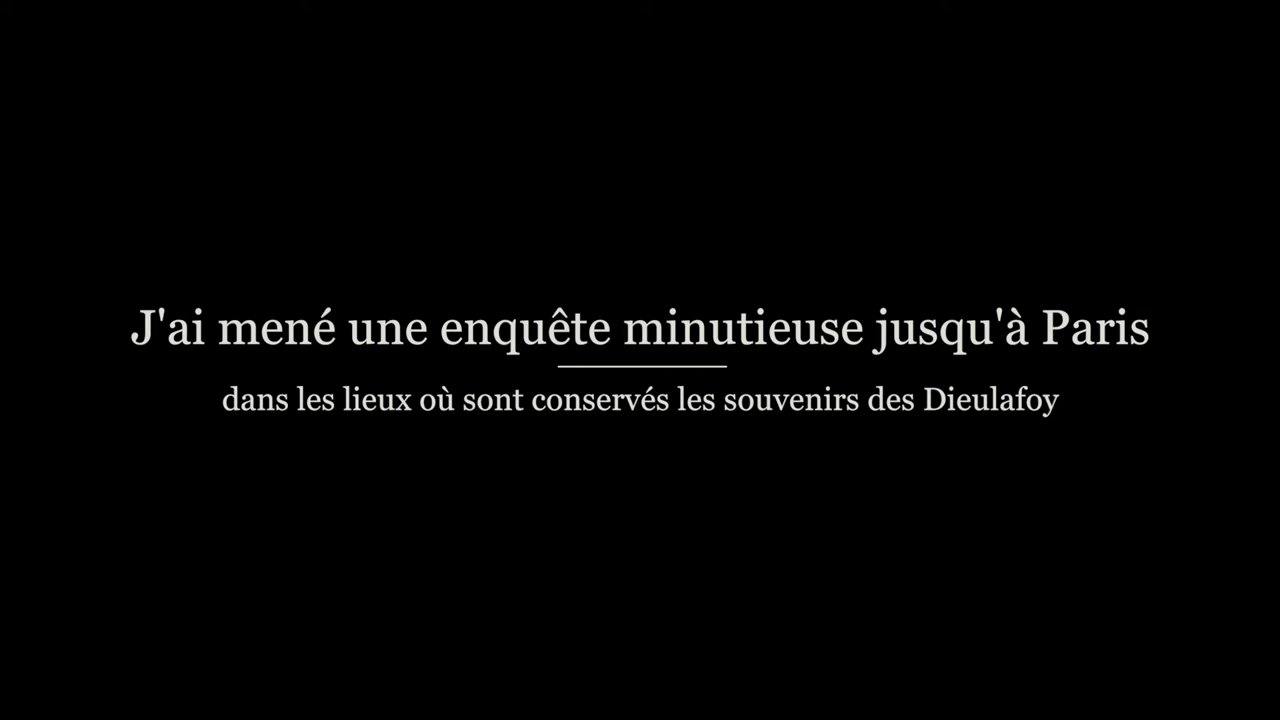 J'ai mené une enquête minutieuse jusqu'à Paris
dans les lieux où sont conservés les souvenirs des Dieulafoy